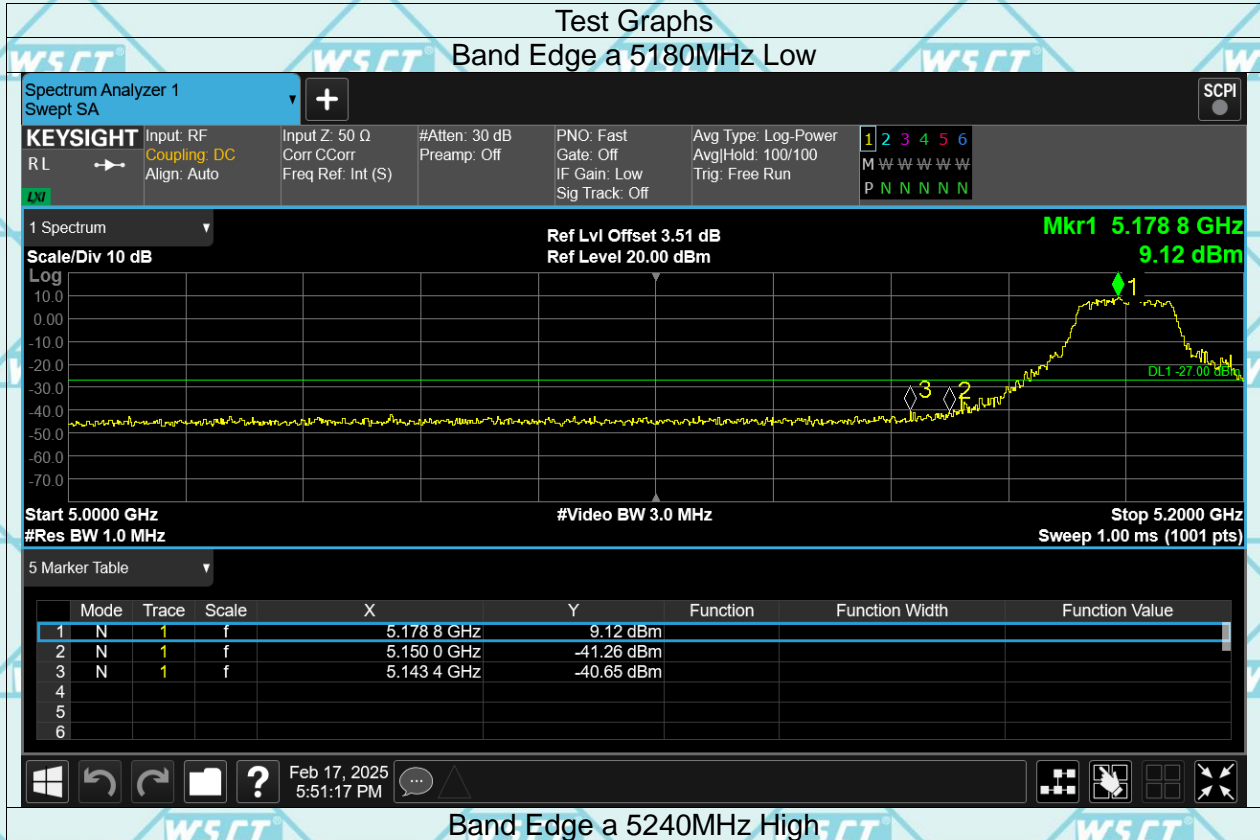 Test Graphs
WSCT® WSCT® WSCT® W
Band Edge a 5180MHz Low
Spectrum Analyzer 1
Swept SA
+
SCPI
KEYSIGHT
RL
LXI
Input: RF
Coupling: DC
Align: Auto
Input Z: 50 Ω
Corr CCorr
Freq Ref: Int (S)
#Atten: 30 dB
Preamp: Off
PNO: Fast
Gate: Off
IF Gain: Low
Sig Track: Off
Avg Type: Log-Power
Avg|Hold: 100/100
Trig: Free Run
1 2 3 4 5 6
M W W W W W
P N N N N N
1 Spectrum
Scale/Div 10 dB
Log
Ref Lvl Offset 3.51 dB
Ref Level 20.00 dBm
Mkr1 5.178 8 GHz
9.12 dBm
10.0
0.00
-10.0
-20.0
-30.0
-40.0
-50.0
-60.0
-70.0
1
DL1 -27.00 dBm
3 2
Start 5.0000 GHz
#Res BW 1.0 MHz
#Video BW 3.0 MHz
Stop 5.2000 GHz
Sweep 1.00 ms (1001 pts)
5 Marker Table
Mode Trace Scale X Y Function Function Width Function Value
1 N 1 f 5.178 8 GHz 9.12 dBm
2 N 1 f 5.150 0 GHz -41.26 dBm
3 N 1 f 5.143 4 GHz -40.65 dBm
4
5
6
?
Feb 17, 2025
5:51:17 PM
Band Edge a 5240MHz High